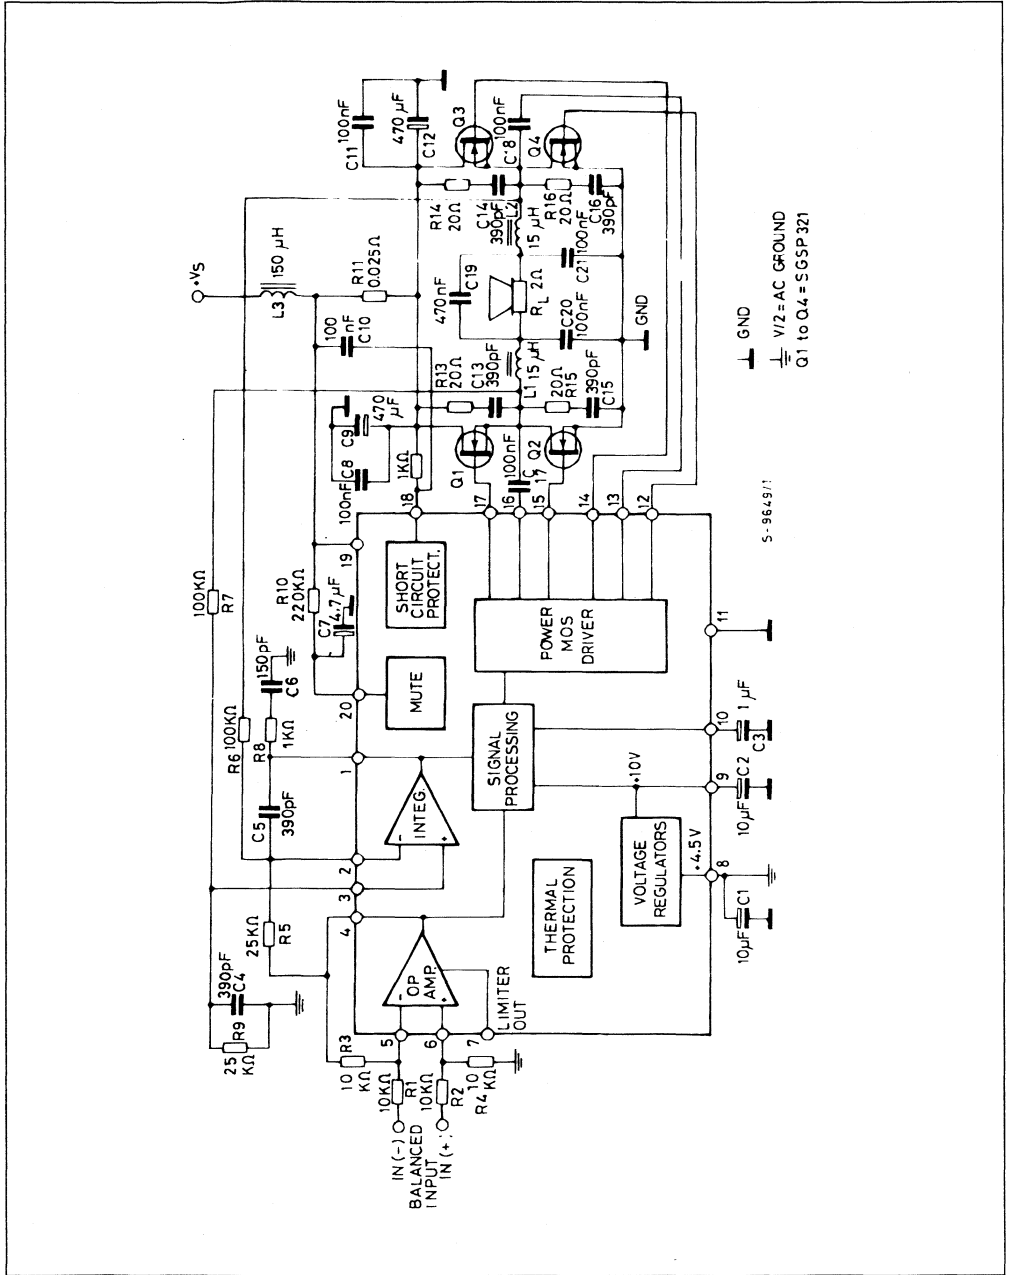 +VS
L3
150 µH
R11
0.025Ω
100
nF
C10
C11
100nF
470 µF
C12
Q3
100nF
C18
Q4
R14
20Ω
C14
390pF
L2
15 µH
R16
20Ω
C16
390pF
470nF
C19
RL
2Ω
C21
100nF
C20
100nF
GND
R13
20Ω
C13
390pF
L1
15 µH
20Ω
R15
390pF
C15
C9
470
µF
100nF
C8
1KΩ
Q1
100nF
C
17
Q2
100KΩ
R7
R6
100KΩ
R8
1KΩ
150pF
C6
C5
390pF
R10
220KΩ
C7
4.7µF
25KΩ
R5
390pF
C4
R9
25
KΩ
R3
10
KΩ
10KΩ
R1
10KΩ
R2
10
KΩ
R4
IN (-)
BALANCED
INPUT
IN (+)
4
3
2
1
20
19
18
17
16
15
14
13
12
5
6
7
LIMITER
OUT
-
OP
AMP.
+
-
INTEG.
+
MUTE
SHORT
CIRCUIT
PROTECT.
SIGNAL
PROCESSING
POWER
MOS
DRIVER
THERMAL
PROTECTION
VOLTAGE
REGULATORS
+10V
+4.5V
8
9
10
11
10µF
C1
10µF
C2
C3
1 µF
S-9649/1
GND
V/2 = AC GROUND
Q1 to Q4 = SGSP321